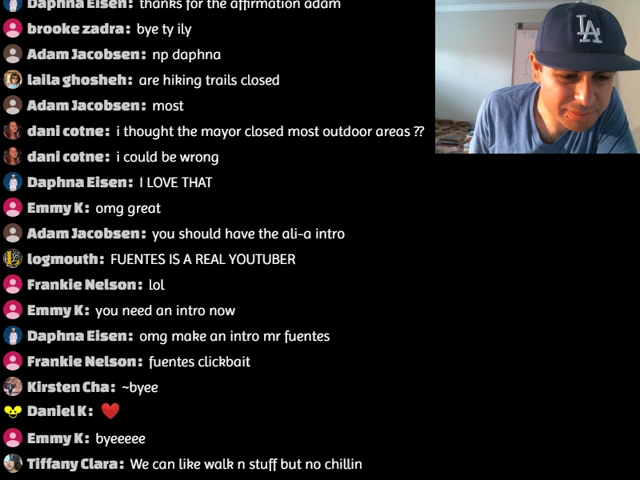 Daphna Eisen: thanks for the affirmation adam
brooke zadra: bye ty ily
Adam Jacobsen: np daphna
laila ghosheh: are hiking trails closed
Adam Jacobsen: most
dani cotne: i thought the mayor closed most outdoor areas ??
dani cotne: i could be wrong
Daphna Eisen: I LOVE THAT
Emmy K: omg great
Adam Jacobsen: you should have the ali-a intro
logmouth: FUENTES IS A REAL YOUTUBER
Frankie Nelson: lol
Emmy K: you need an intro now
Daphna Eisen: omg make an intro mr fuentes
Frankie Nelson: fuentes clickbait
Kirsten Cha: ~byee
Daniel K: ❤️
Emmy K: byeeeee
Tiffany Clara: We can like walk n stuff but no chillin
LA